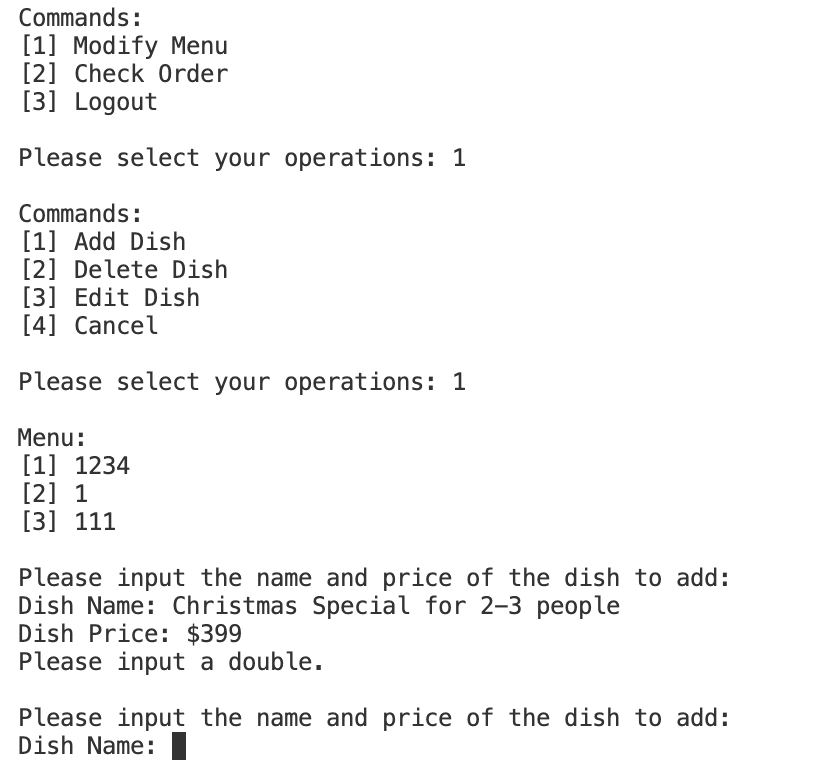 Commands:
[1] Modify Menu
[2] Check Order
[3] Logout

Please select your operations: 1

Commands:
[1] Add Dish
[2] Delete Dish
[3] Edit Dish
[4] Cancel

Please select your operations: 1

Menu:
[1] 1234
[2] 1
[3] 111

Please input the name and price of the dish to add:
Dish Name: Christmas Special for 2-3 people
Dish Price: $399
Please input a double.

Please input the name and price of the dish to add:
Dish Name: